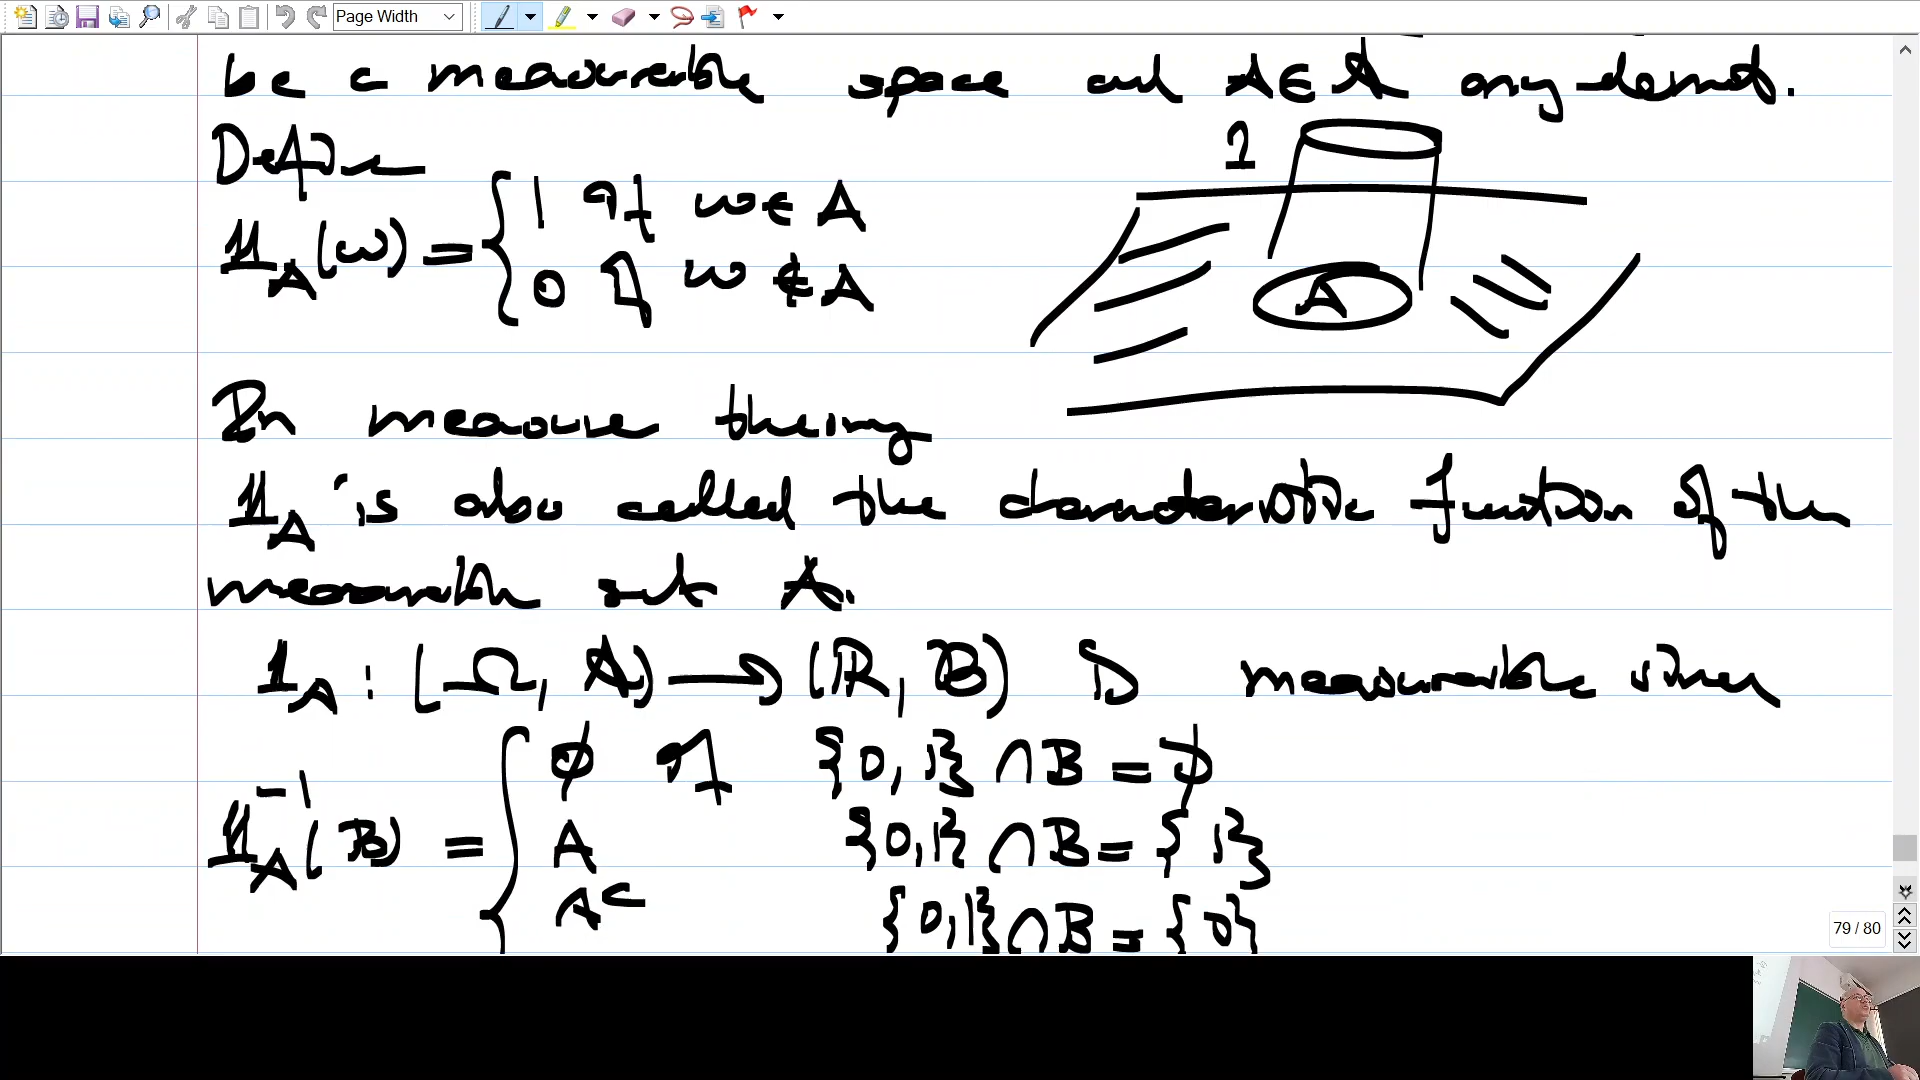 Page Width
be a measurable space and A ∈ 𝒜 any element.
Define
1
𝟙_A(ω) = { 1 if ω ∈ A
0 if ω ∉ A
A
In measure theory
𝟙_A is also called the characteristic function of the
measurable set A.
𝟙_A : (Ω, 𝒜) → (ℝ, 𝓑) is measurable since
𝟙_A^{-1}(B) = { ∅ if {0,1} ∩ B = ∅
A {0,1} ∩ B = {1}
A^c {0,1} ∩ B = {0}
79 / 80